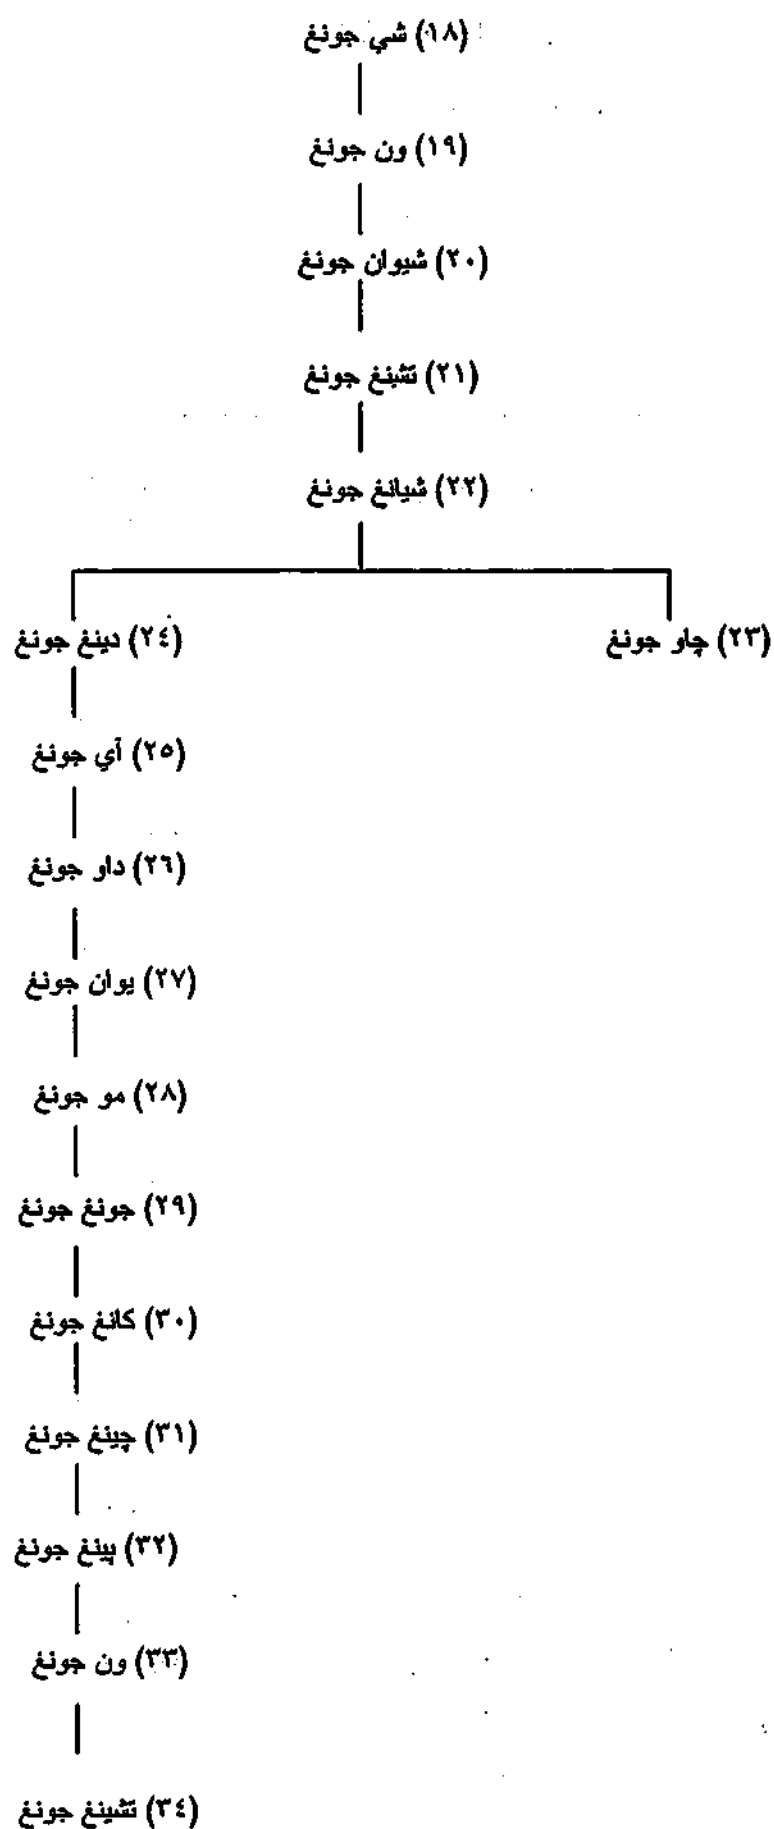 (١٨) شي جونغ
(١٩) ون جونغ
(٢٠) شيوان جونغ
(٢١) تشينغ جونغ
(٢٢) شيانغ جونغ
(٢٣) چاو جونغ
(٢٤) دينغ جونغ
(٢٥) آي جونغ
(٢٦) داو جونغ
(٢٧) يوان جونغ
(٢٨) مو جونغ
(٢٩) جونغ جونغ
(٣٠) كانغ جونغ
(٣١) چينغ جونغ
(٣٢) پينغ جونغ
(٣٣) ون جونغ
(٣٤) تشينغ جونغ